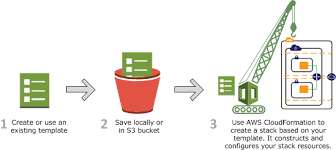 1 Create or use an
existing template
2 Save locally or
in S3 bucket
3 Use AWS CloudFormation to
create a stack based on your
template. It constructs and
configures your stack resources.